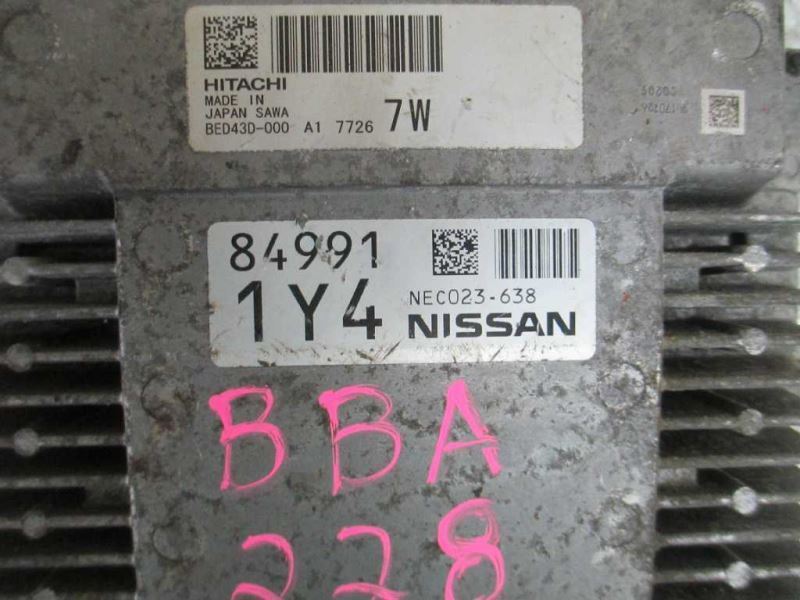 HITACHI
MADE IN
JAPAN SAWA
BED43D-000 A1 7726 7W
84991
1Y4
NEC023-638
NISSAN
BBA
228